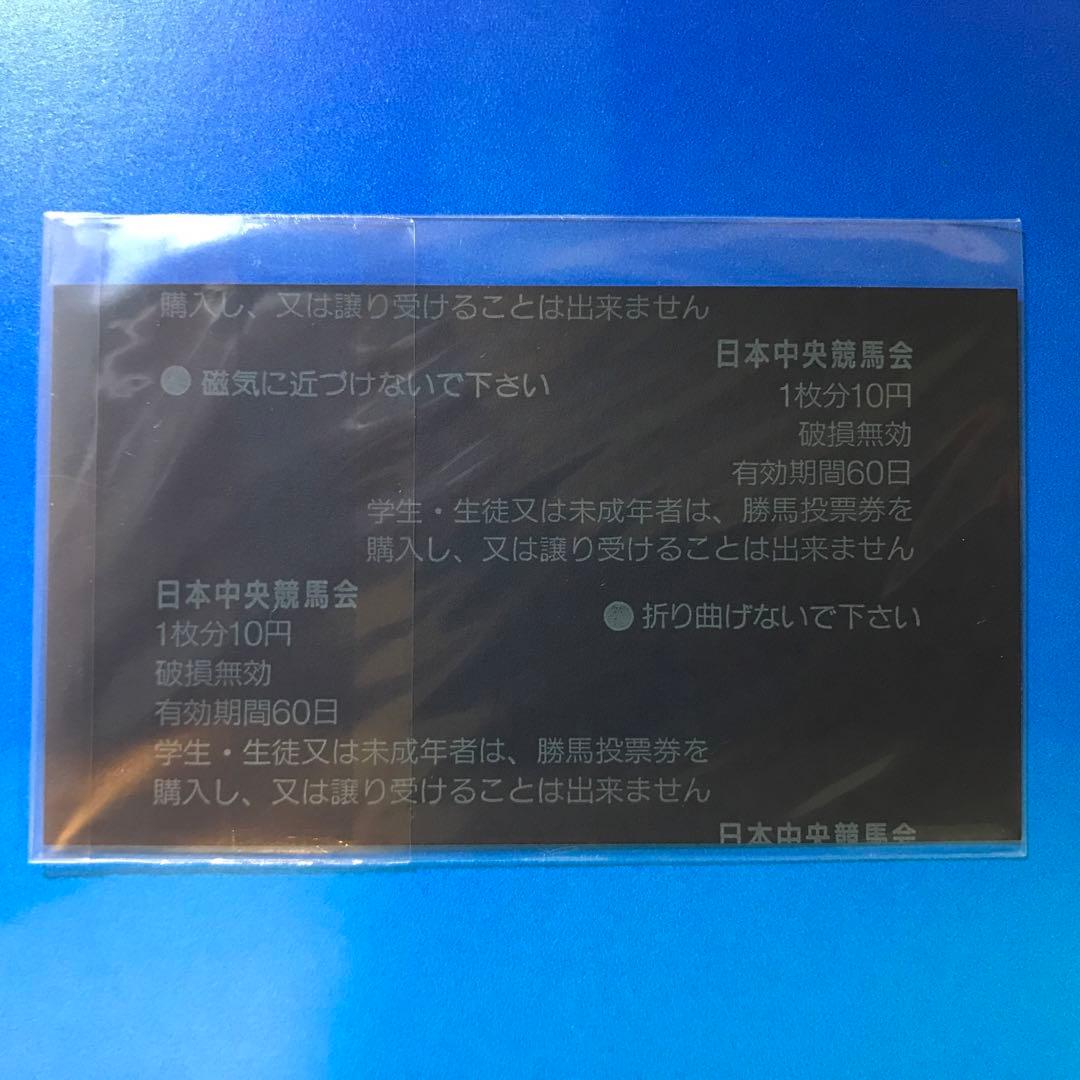 購入し、又は譲り受けることは出来ません
日本中央競馬会
● 磁気に近づけないで下さい
1枚分10円
破損無効
有効期間60日
学生・生徒又は未成年者は、勝馬投票券を
購入し、又は譲り受けることは出来ません
日本中央競馬会
● 折り曲げないで下さい
1枚分10円
破損無効
有効期間60日
学生・生徒又は未成年者は、勝馬投票券を
購入し、又は譲り受けることは出来ません
日本中央競馬会